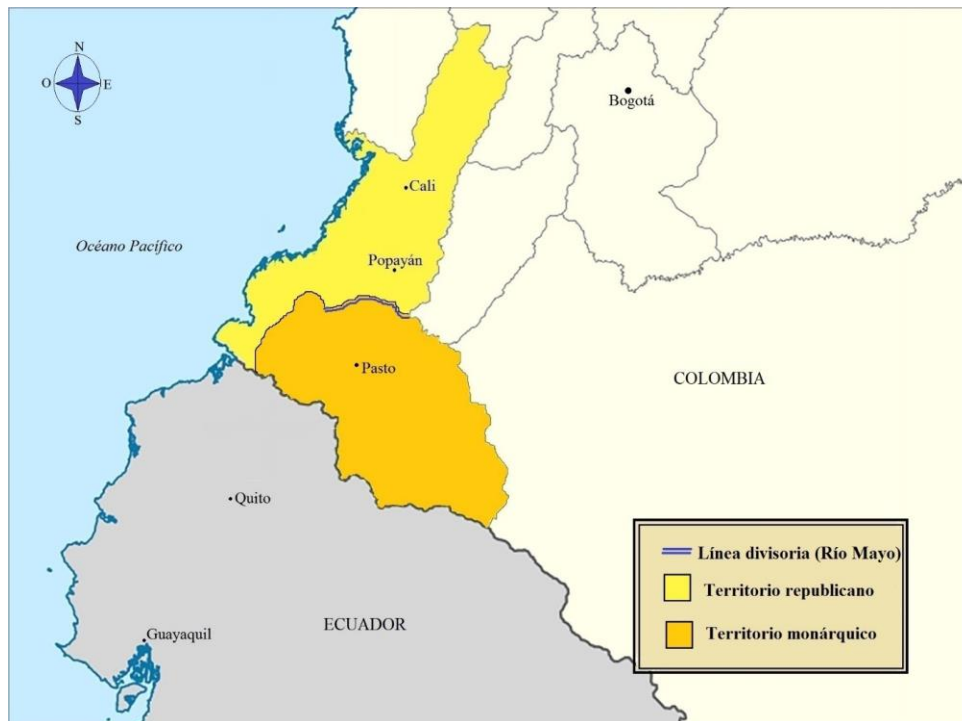 N
O
E
S
Bogotá
Cali
Océano Pacífico
Popayán
Pasto
COLOMBIA
Quito
ECUADOR
Guayaquil
Línea divisoria (Río Mayo)
Territorio republicano
Territorio monárquico